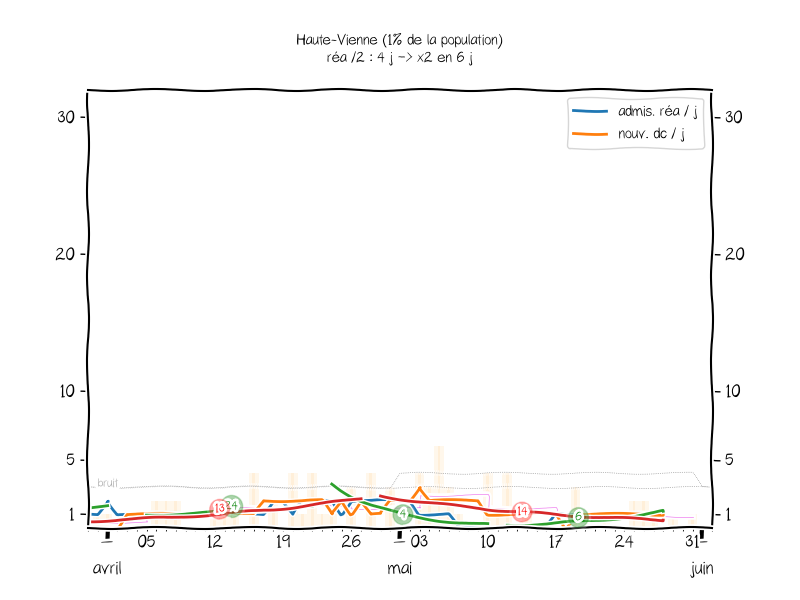 Haute-Vienne (1% de la population)
réa /2 : 4 j -> x2 en 6 j
admis. réa / j
nouv. dc / j
30
30
20
20
10
10
5
5
bruit
1
1
13
4
14
6
05
12
19
26
03
10
17
24
31
avril
mai
juin